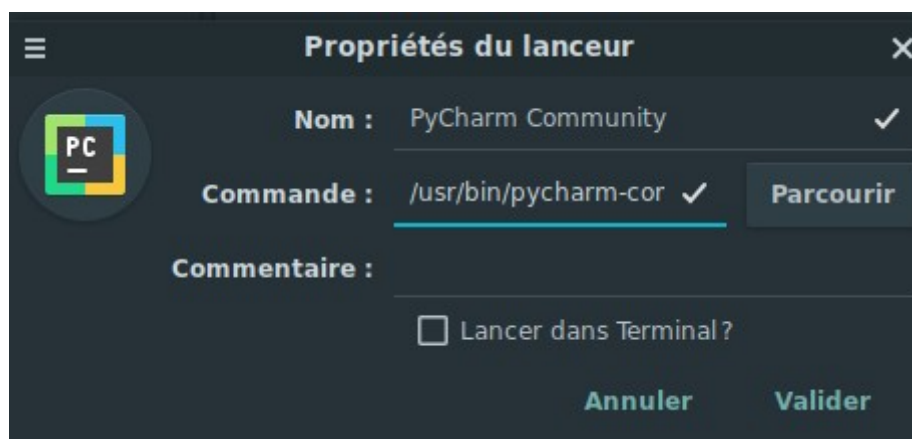 Propriétés du lanceur
PC
Nom : PyCharm Community
Commande : /usr/bin/pycharm-cor Parcourir
Commentaire :
Lancer dans Terminal ?
Annuler Valider